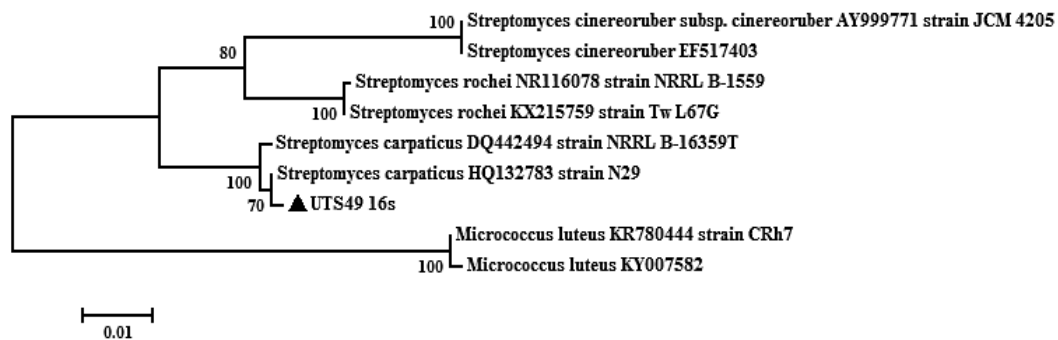 100 Streptomyces cinereoruber subsp. cinereoruber AY999771 strain JCM 4205
80 Streptomyces cinereoruber EF517403
Streptomyces rochei NR116078 strain NRRL B-1559
100 Streptomyces rochei KX215759 strain Tw L67G
Streptomyces carpaticus DQ442494 strain NRRL B-16359T
100 Streptomyces carpaticus HQ132783 strain N29
70 UTS49 16s
Micrococcus luteus KR780444 strain CRh7
100 Micrococcus luteus KY007582
0.01